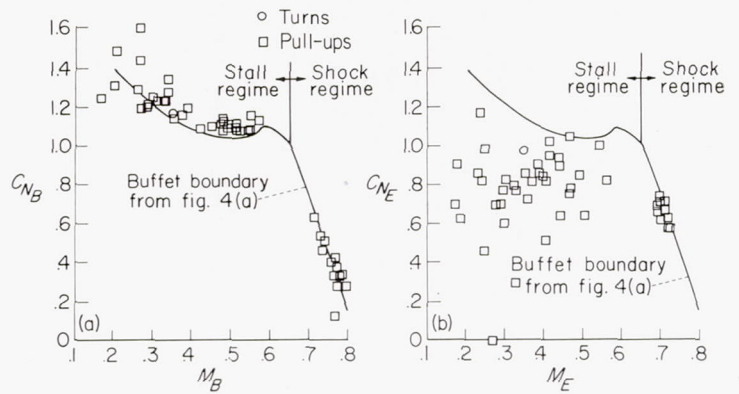 ○ Turns
□ Pull-ups
1.6
1.4
1.2
1.0
.8
.6
.4
.2
0
C_{N_B}
Stall regime
Shock regime
Buffet boundary
from fig. 4(a)
(a)
.1 .2 .3 .4 .5 .6 .7 .8
M_B
1.6
1.4
1.2
1.0
.8
.6
.4
.2
0
C_{N_E}
Stall regime
Shock regime
Buffet boundary
from fig. 4(a)
(b)
.1 .2 .3 .4 .5 .6 .7 .8
M_E